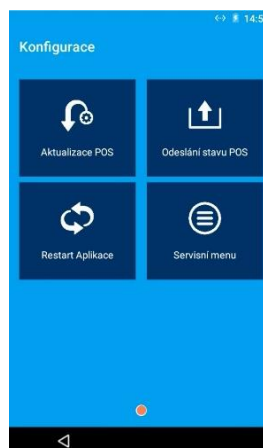 14:5
Konfigurace
Aktualizace POS
Odeslání stavu POS
Restart Aplikace
Servisní menu